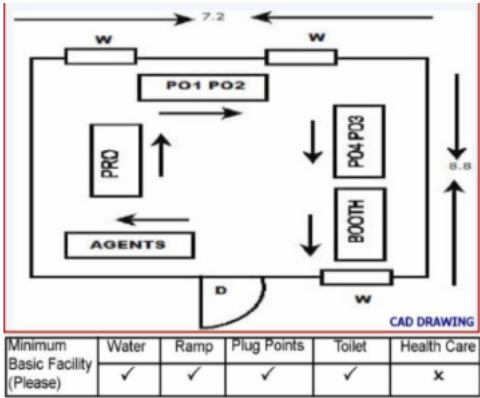 7.2
W
W
PO1 PO2
PRO
PO4 PO3
8.8
BOOTH
AGENTS
D
W
CAD DRAWING
Minimum Basic Facility (Please) Water Ramp Plug Points Toilet Health Care
✓ ✓ ✓ ✓ x